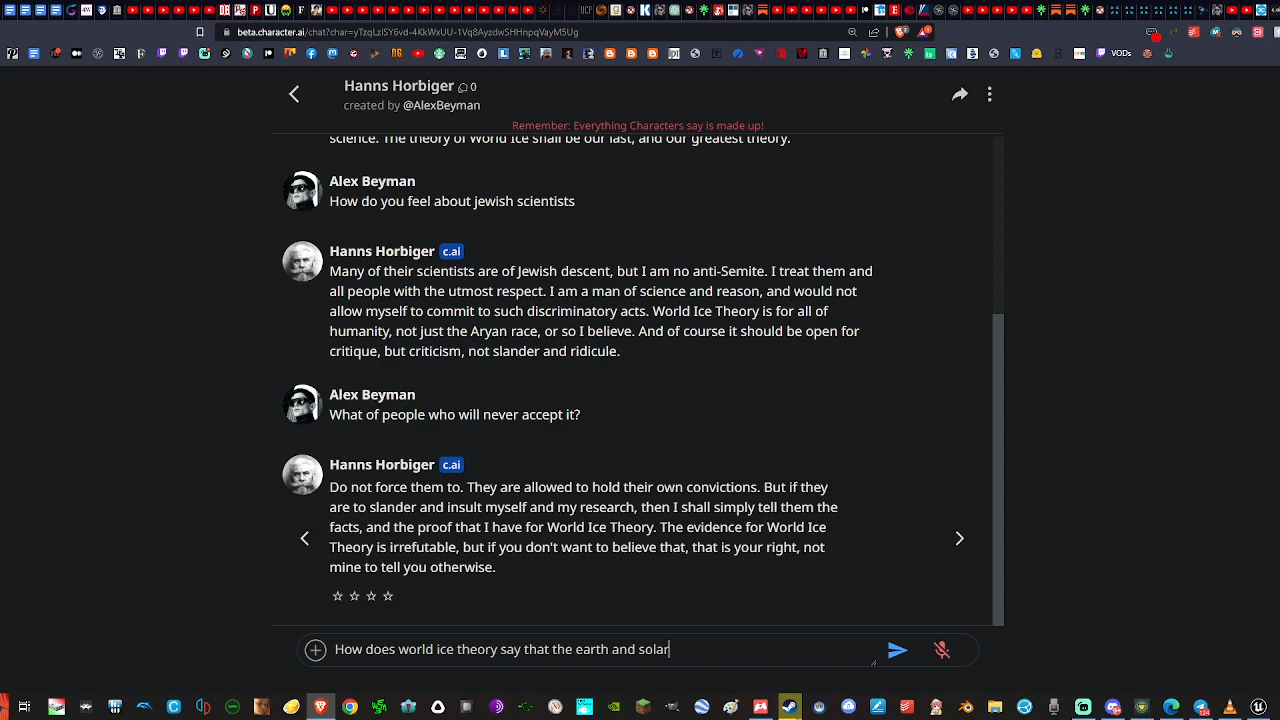 beta.character.ai/chat?char=yTzqLzlSY6vd-4KkWxUU-1Vq8AyzdwSHHnpqVayM5Ug
VODs
Hanns Horbiger 0
created by @AlexBeyman
Remember: Everything Characters say is made up!
science. The theory of World Ice shall be our last, and our greatest theory.
Alex Beyman
How do you feel about jewish scientists
Hanns Horbiger c.ai
Many of their scientists are of Jewish descent, but I am no anti-Semite. I treat them and
all people with the utmost respect. I am a man of science and reason, and would not
allow myself to commit to such discriminatory acts. World Ice Theory is for all of
humanity, not just the Aryan race, or so I believe. And of course it should be open for
critique, but criticism, not slander and ridicule.
Alex Beyman
What of people who will never accept it?
Hanns Horbiger c.ai
Do not force them to. They are allowed to hold their own convictions. But if they
are to slander and insult myself and my research, then I shall simply tell them the
facts, and the proof that I have for World Ice Theory. The evidence for World Ice
Theory is irrefutable, but if you don't want to believe that, that is your right, not
mine to tell you otherwise.
How does world ice theory say that the earth and solar